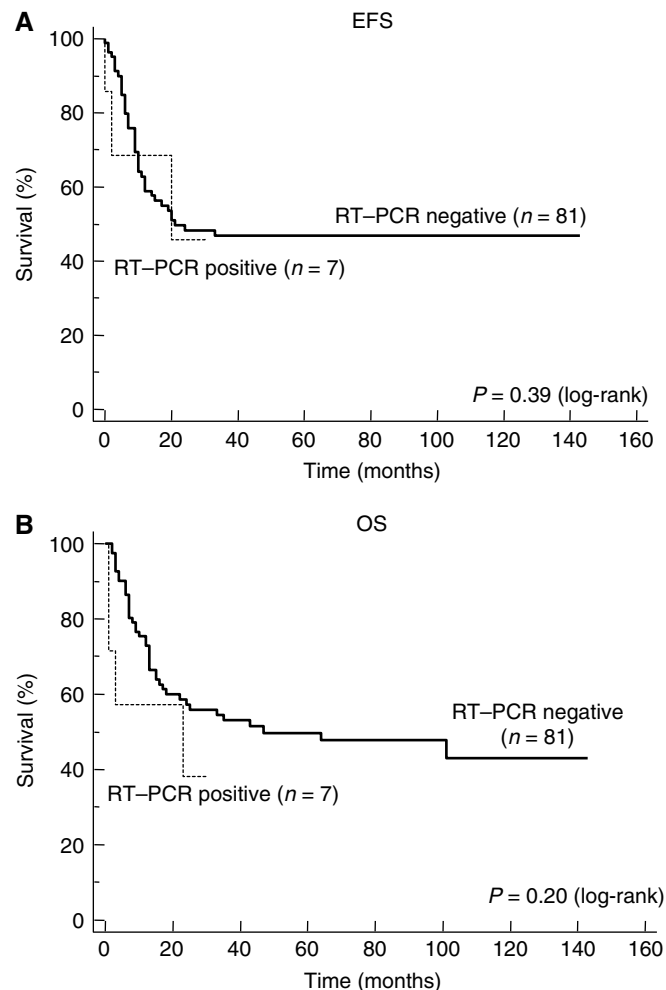 A
EFS
100
80
60
40
20
0
Survival (%)
RT–PCR negative (n = 81)
RT–PCR positive (n = 7)
P = 0.39 (log-rank)
0 20 40 60 80 100 120 140 160
Time (months)
B
OS
100
80
60
40
20
0
Survival (%)
RT–PCR negative
(n = 81)
RT–PCR positive (n = 7)
P = 0.20 (log-rank)
0 20 40 60 80 100 120 140 160
Time (months)